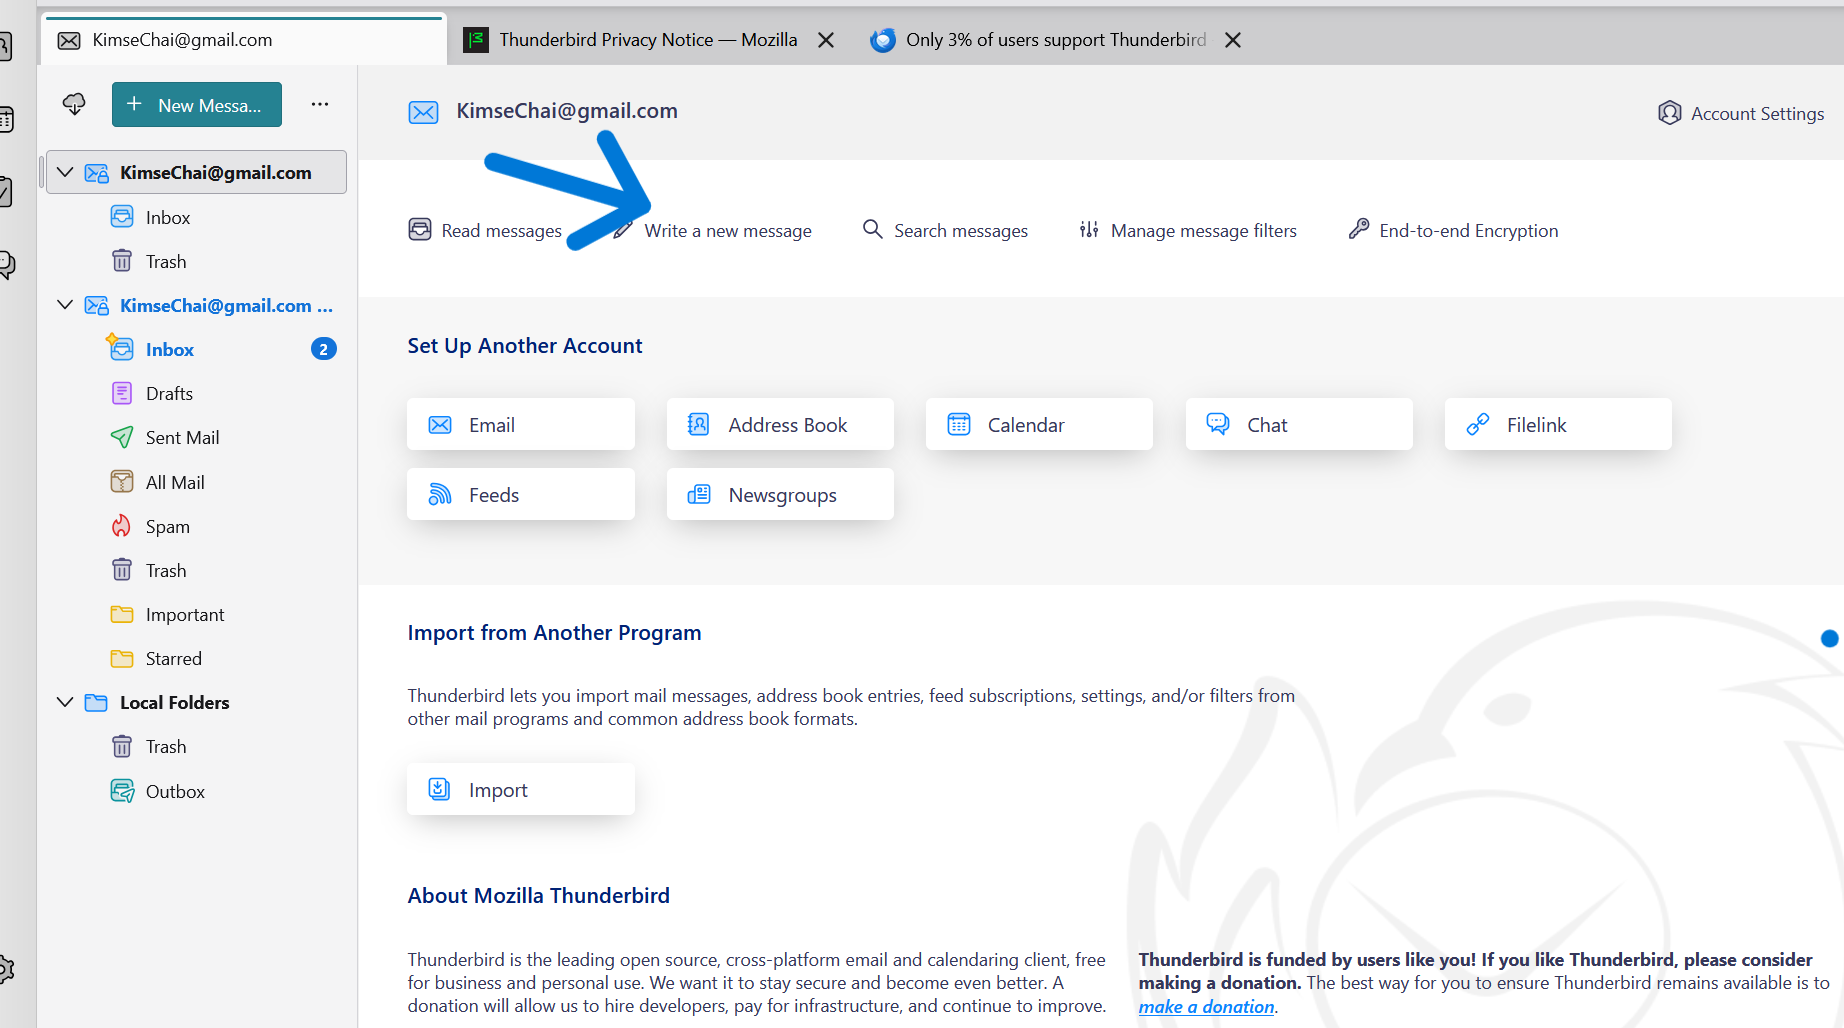 KimseChai@gmail.com
Thunderbird Privacy Notice — Mozilla
Only 3% of users support Thunderbird
New Messa...
KimseChai@gmail.com
Account Settings
KimseChai@gmail.com
Inbox
Trash
KimseChai@gmail.com ...
Inbox 2
Drafts
Sent Mail
All Mail
Spam
Trash
Important
Starred
Local Folders
Trash
Outbox
Read messages
Write a new message
Search messages
Manage message filters
End-to-end Encryption
Set Up Another Account
Email
Address Book
Calendar
Chat
Filelink
Feeds
Newsgroups
Import from Another Program
Thunderbird lets you import mail messages, address book entries, feed subscriptions, settings, and/or filters from
other mail programs and common address book formats.
Import
About Mozilla Thunderbird
Thunderbird is the leading open source, cross-platform email and calendaring client, free
for business and personal use. We want it to stay secure and become even better. A
donation will allow us to hire developers, pay for infrastructure, and continue to improve.
Thunderbird is funded by users like you! If you like Thunderbird, please consider
making a donation. The best way for you to ensure Thunderbird remains available is to
make a donation.